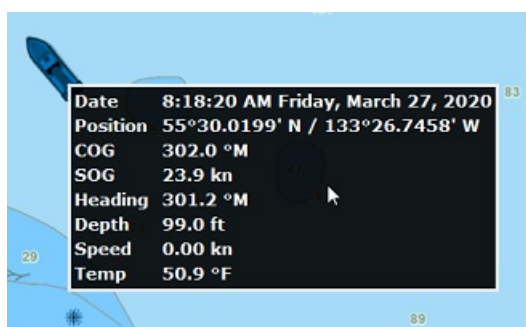 83
Date 8:18:20 AM Friday, March 27, 2020
Position 55°30.0199' N / 133°26.7458' W
COG 302.0 °M
SOG 23.9 kn
Heading 301.2 °M
Depth 99.0 ft
Speed 0.00 kn
29
Temp 50.9 °F
89